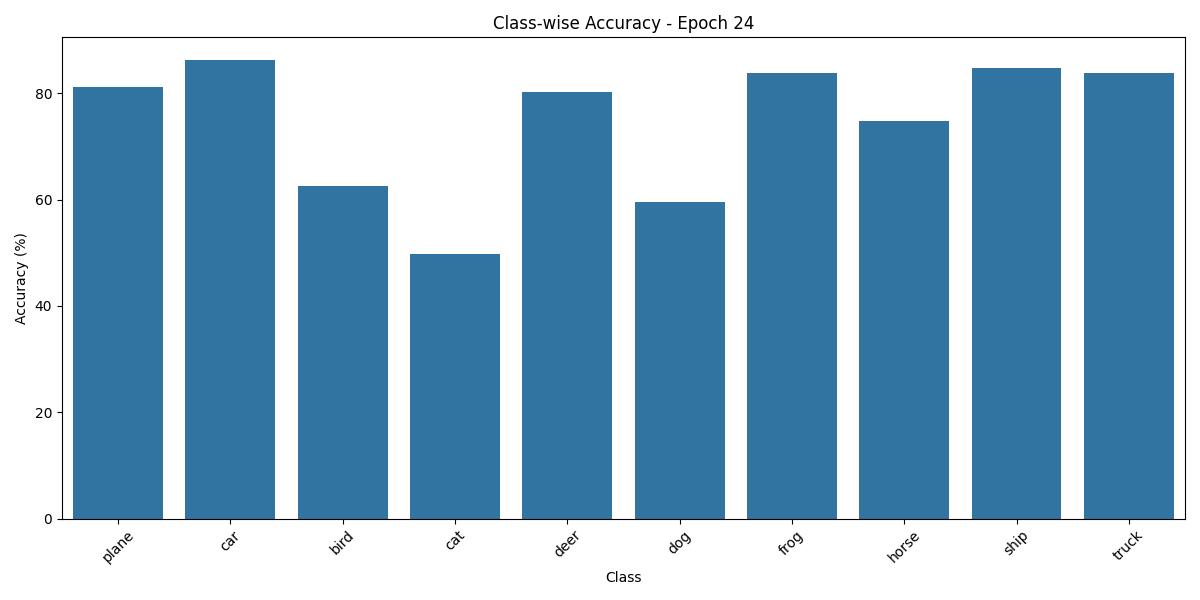 Class-wise Accuracy - Epoch 24
Accuracy (%)
80
60
40
20
0
plane
car
bird
cat
deer
dog
frog
horse
ship
truck
Class